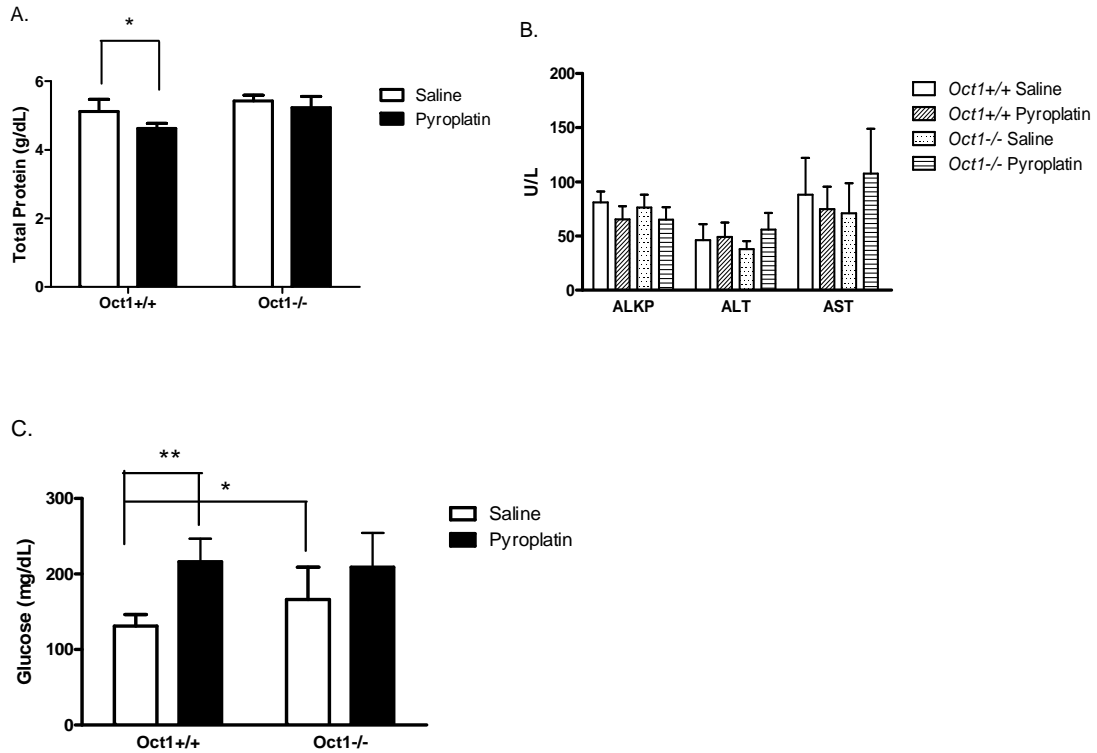 A.
*
Total Protein (g/dL)
6
4
2
0
Oct1+/+ Oct1-/-
Saline
Pyroplatin
B.
U/L
200
150
100
50
0
ALKP ALT AST
Oct1+/+ Saline
Oct1+/+ Pyroplatin
Oct1-/- Saline
Oct1-/- Pyroplatin
C.
**
*
Glucose (mg/dL)
300
200
100
0
Oct1+/+ Oct1-/-
Saline
Pyroplatin